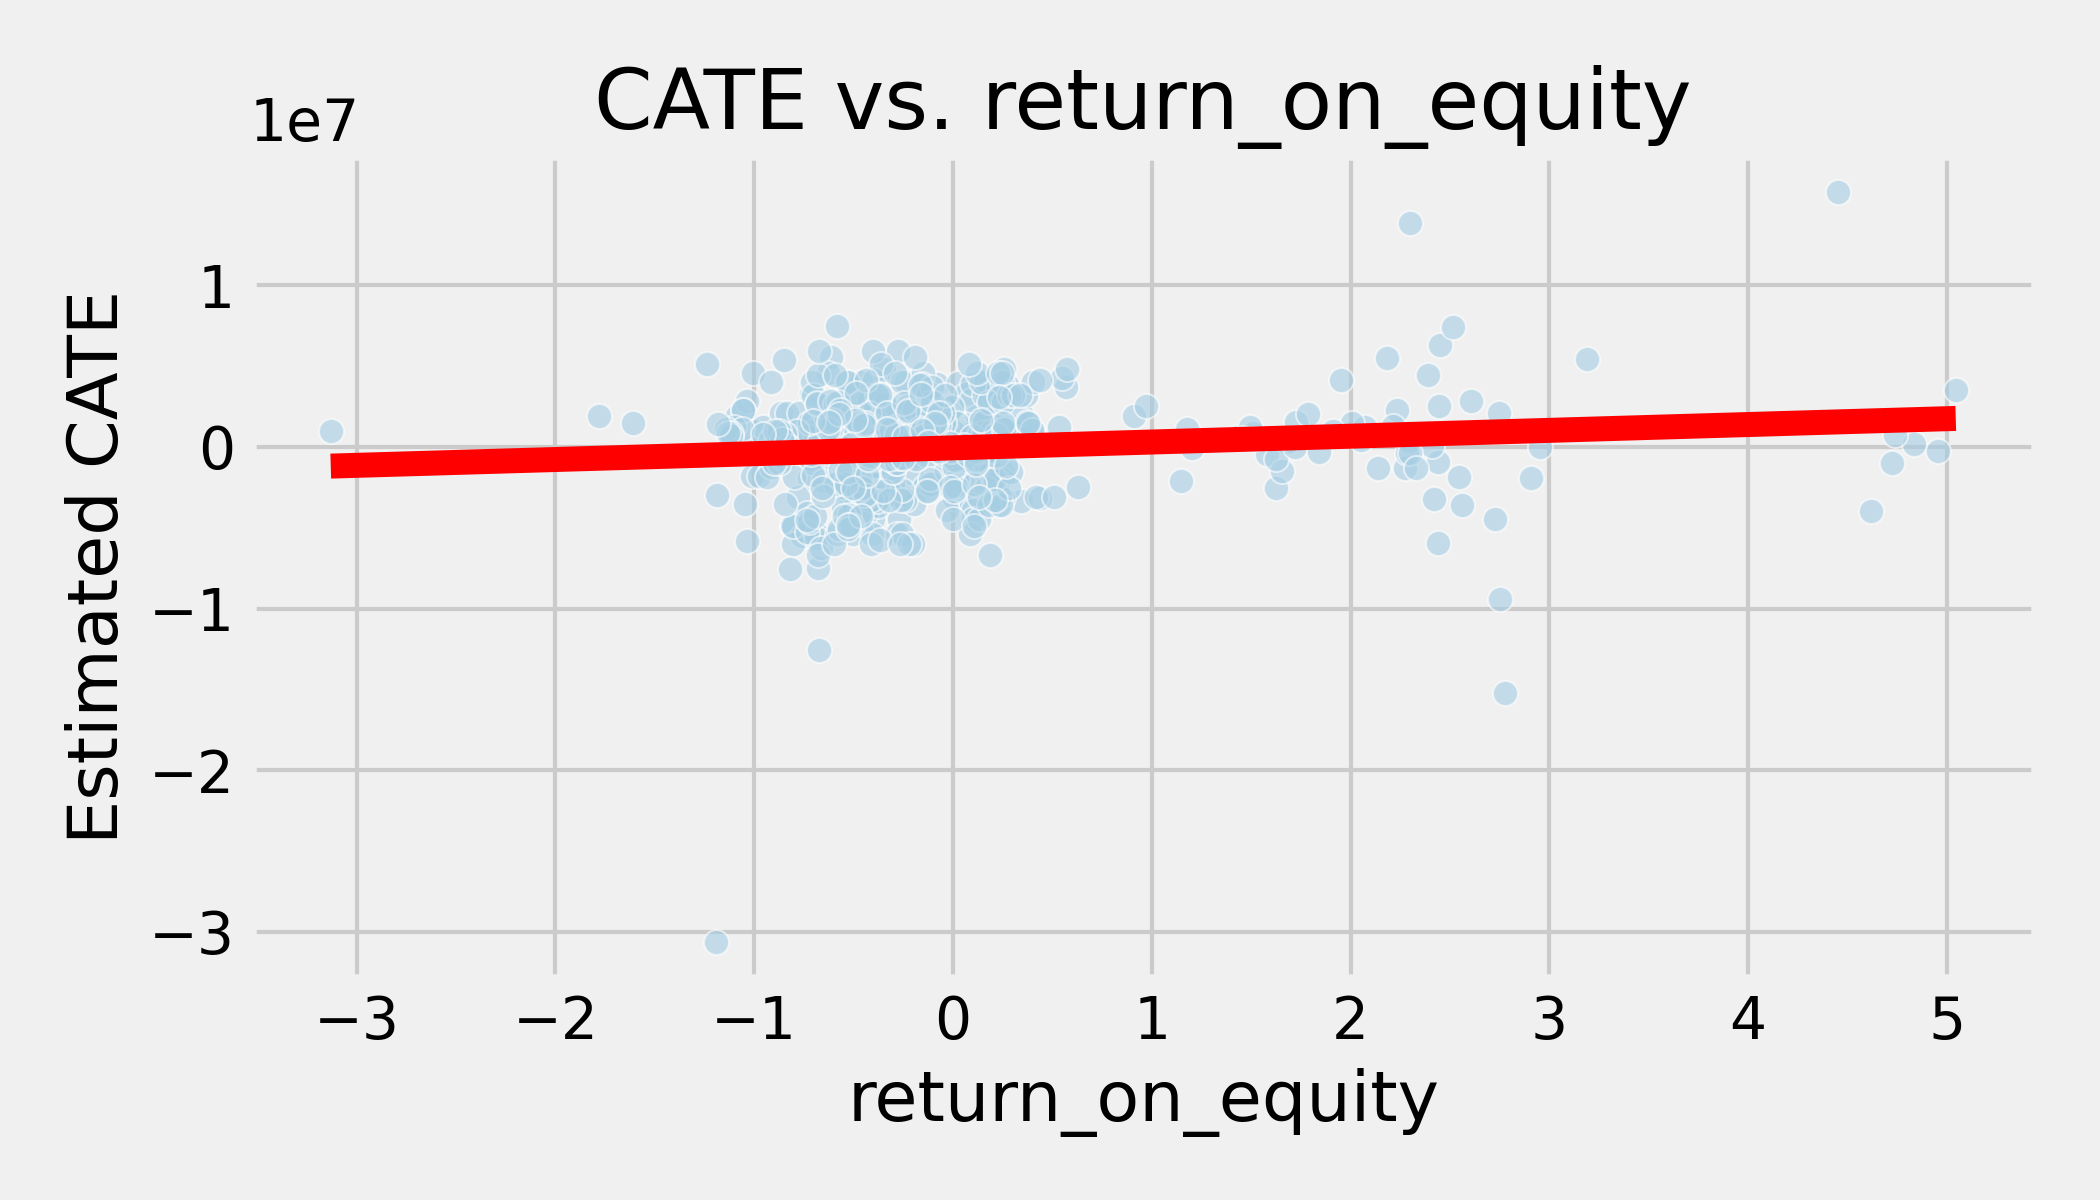 CATE vs. return_on_equity
1e7
1
0
−1
−2
−3
Estimated CATE
−3 −2 −1 0 1 2 3 4 5
return_on_equity